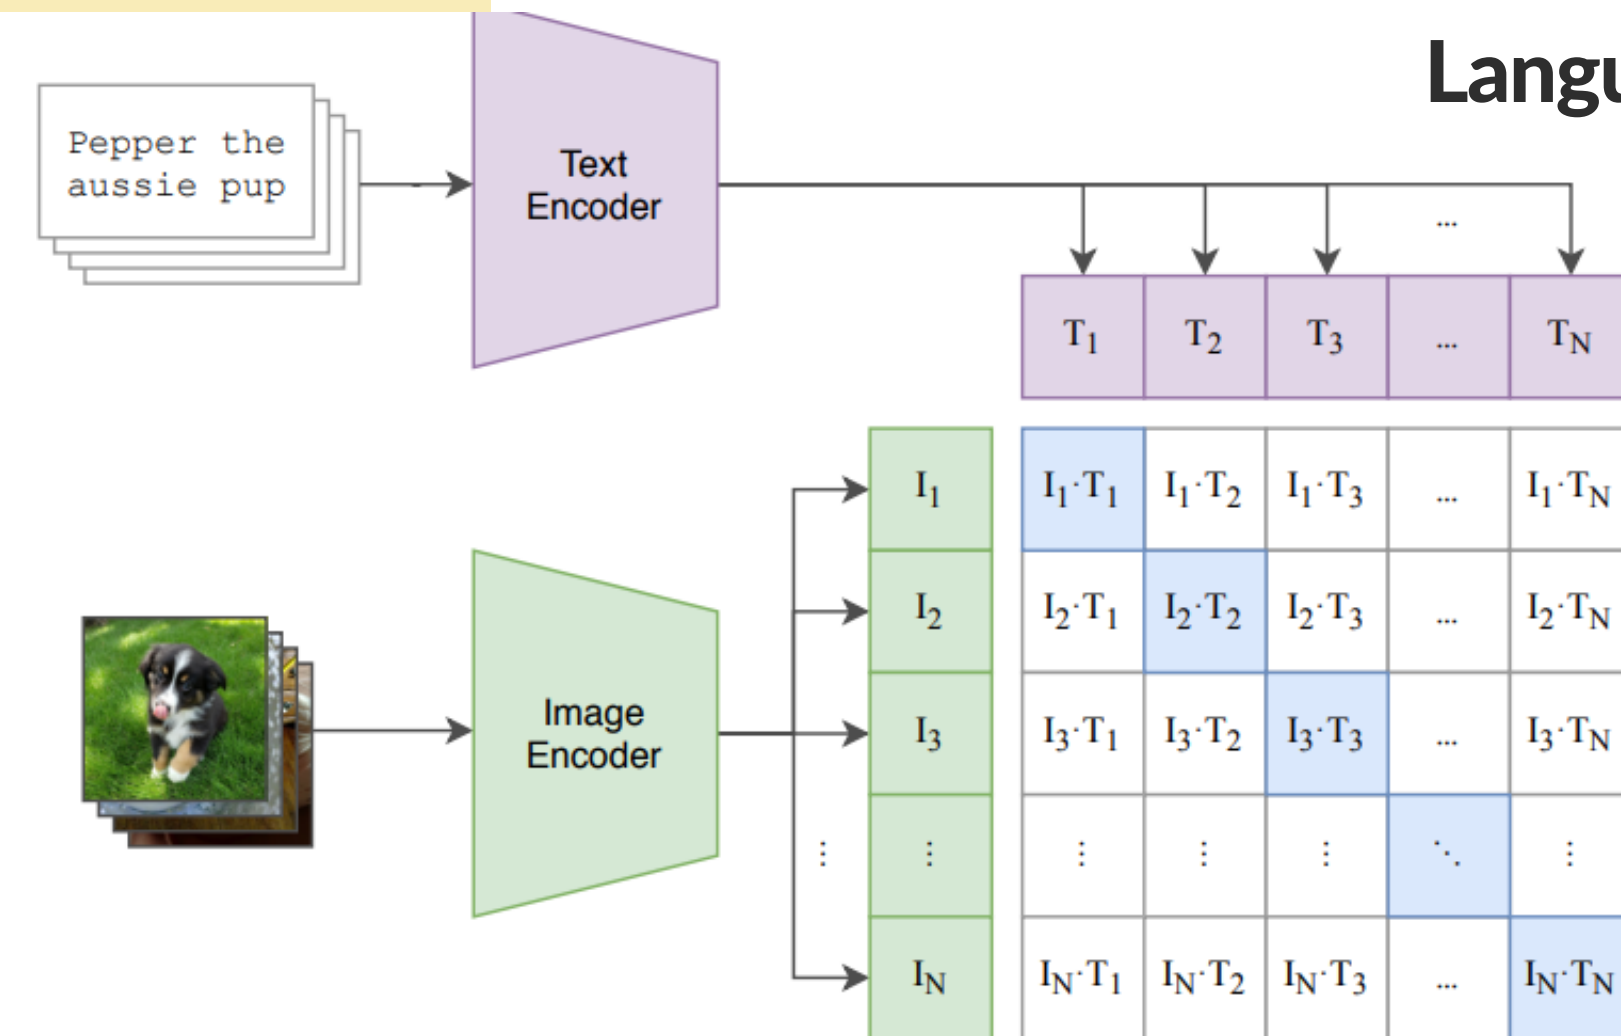 Langu
Pepper the
aussie pup
Text
Encoder
...
T1 T2 T3 ... TN
I1 I1·T1 I1·T2 I1·T3 ... I1·TN
I2 I2·T1 I2·T2 I2·T3 ... I2·TN
Image
Encoder
I3 I3·T1 I3·T2 I3·T3 ... I3·TN
⋮ ⋮ ⋮ ⋮ ⋮ ⋱ ⋮
IN IN·T1 IN·T2 IN·T3 ... IN·TN